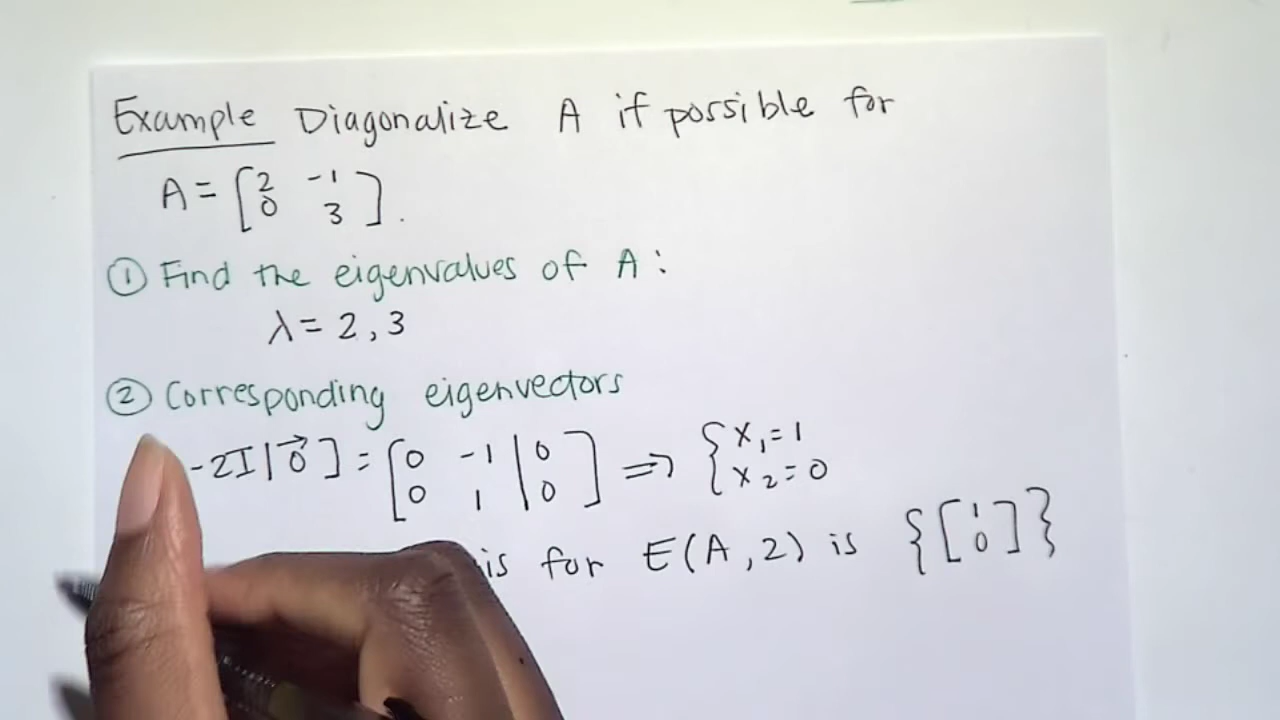 Example Diagonalize A if possible for
A = [2 -1
0 3].
① Find the eigenvalues of A:
λ = 2, 3
② Corresponding eigenvectors
-2I | 0⃗ ] = [0 -1 | 0
0 1 | 0] => { x₁ = 1
x₂ = 0
is for E(A, 2) is { [1
0] }